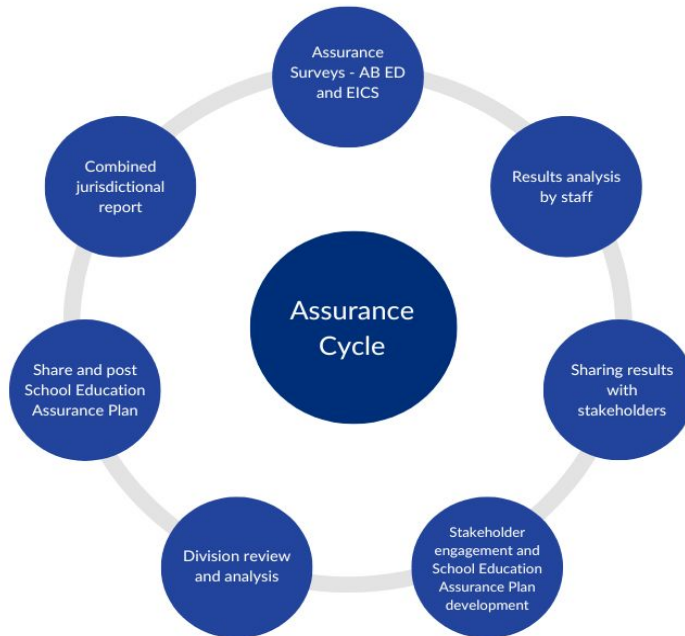 Assurance
Surveys - AB ED
and EICS
Results analysis
by staff
Sharing results
with
stakeholders
Stakeholder
engagement and
School Education
Assurance Plan
development
Division review
and analysis
Share and post
School Education
Assurance Plan
Combined
jurisdictional
report
Assurance
Cycle